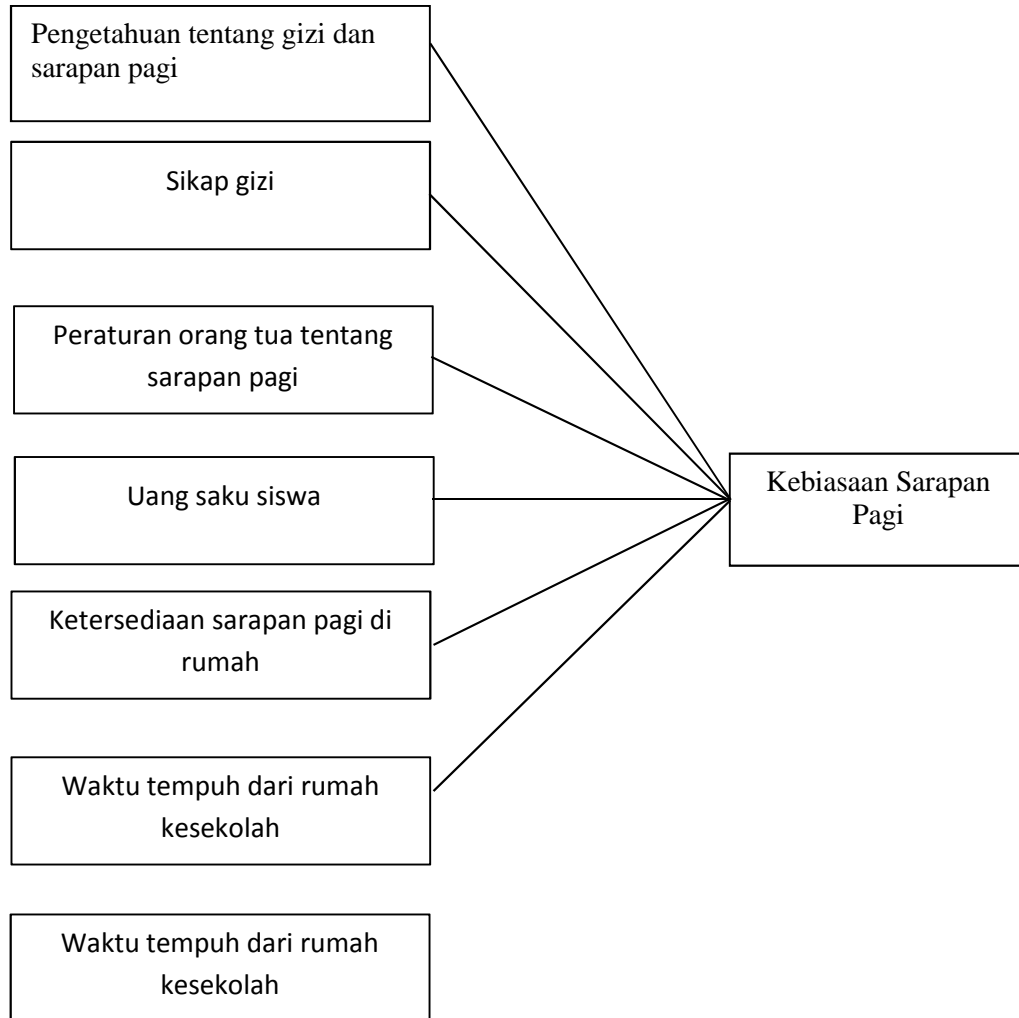 Pengetahuan tentang gizi dan
sarapan pagi
Sikap gizi
Peraturan orang tua tentang
sarapan pagi
Uang saku siswa
Kebiasaan Sarapan
Pagi
Ketersediaan sarapan pagi di
rumah
Waktu tempuh dari rumah
kesekolah
Waktu tempuh dari rumah
kesekolah